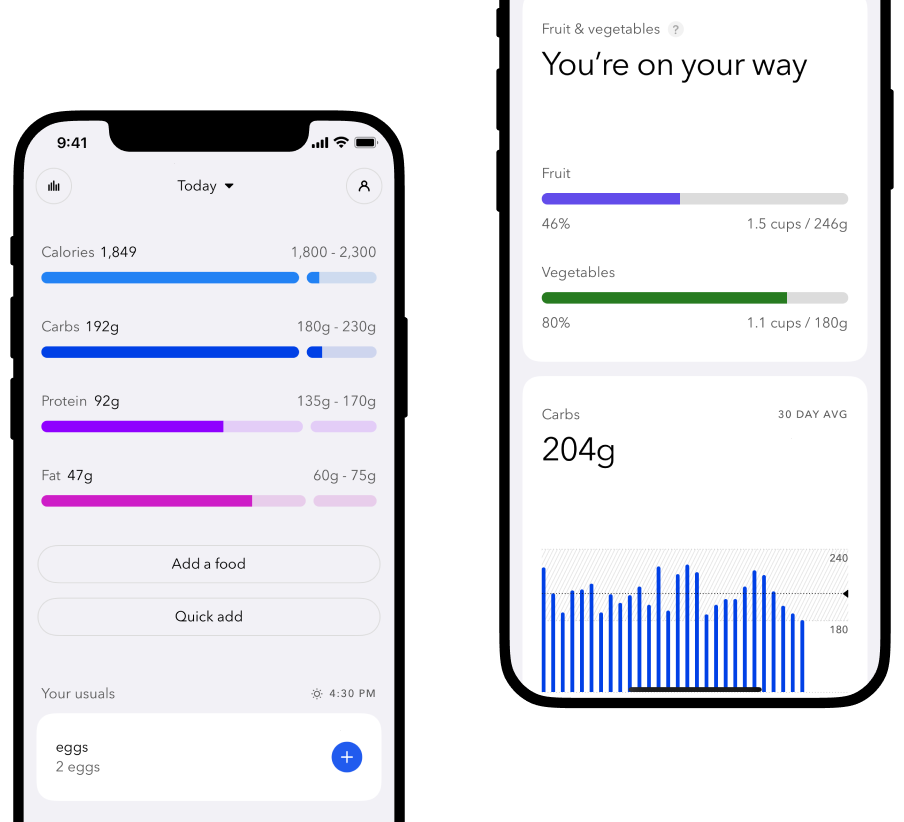 9:41
Today
Calories 1,849 1,800 - 2,300
Carbs 192g 180g - 230g
Protein 92g 135g - 170g
Fat 47g 60g - 75g
Add a food
Quick add
Your usuals 4:30 PM
eggs
2 eggs
Fruit & vegetables ?
You’re on your way
Fruit
46% 1.5 cups / 246g
Vegetables
80% 1.1 cups / 180g
Carbs 30 DAY AVG
204g
240
180